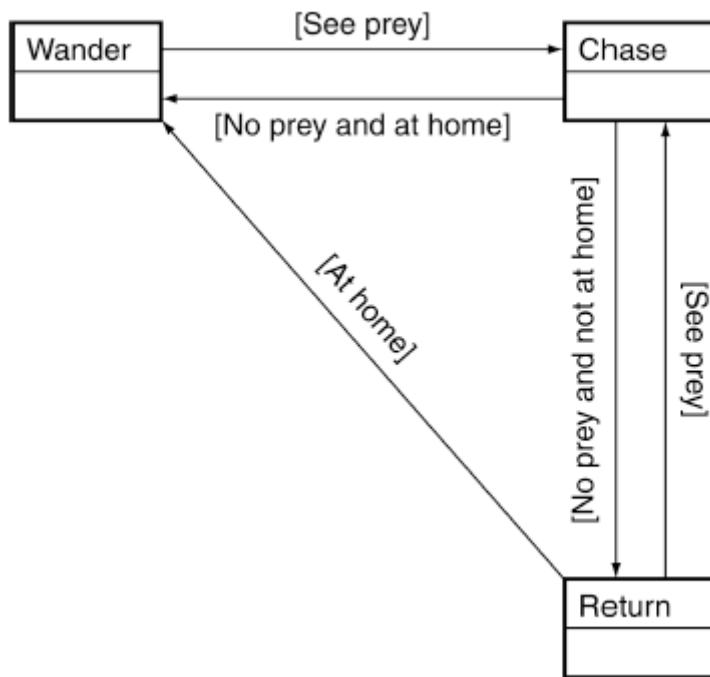 [See prey]
Wander
Chase
[No prey and at home]
[At home]
[No prey and not at home]
[See prey]
Return